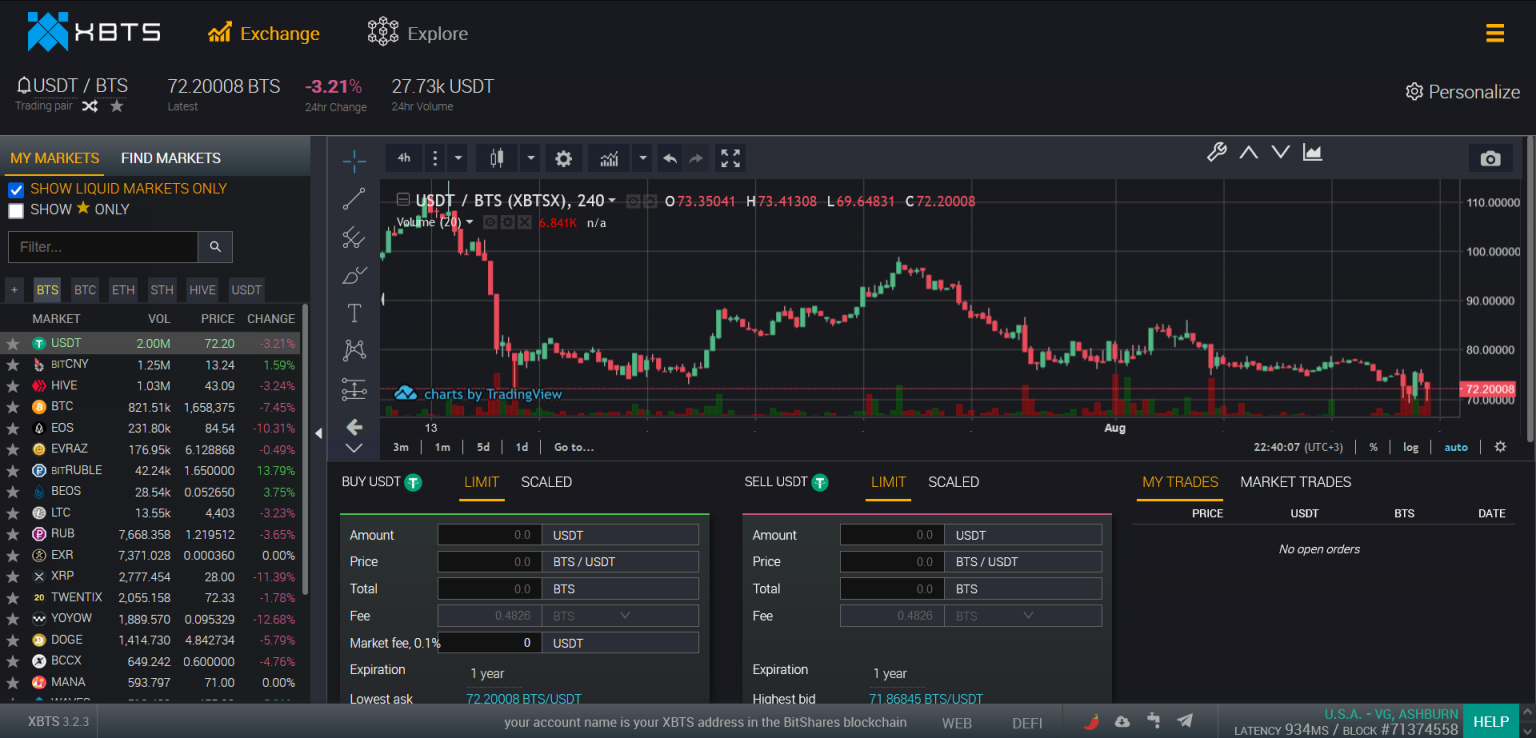 XBTS Exchange Explore
USDT / BTS 72.20008 BTS -3.21% 27.73k USDT
Trading pair Latest 24hr Change 24hr Volume
Personalize
MY MARKETS FIND MARKETS
SHOW LIQUID MARKETS ONLY
SHOW ONLY
Filter...
+ BTS BTC ETH STH HIVE USDT
MARKET VOL PRICE CHANGE
USDT 2.00M 72.20 -3.21%
BITCNY 1.25M 13.24 1.59%
HIVE 1.03M 43.09 -3.24%
BTC 821.51k 1,658,375 -7.45%
EOS 231.80k 84.54 -10.31%
EVRAZ 176.95k 6.128868 -0.49%
BITRUBLE 42.24k 1.650000 13.79%
BEOS 28.54k 0.052650 3.75%
LTC 13.55k 4,403 -3.23%
RUB 7,668.358 1.219512 -3.65%
EXR 7,371.028 0.000360 0.00%
XRP 2,777.454 28.00 -11.39%
20 TWENTIX 2,055.158 72.33 -1.78%
YOYOW 1,889.570 0.095329 -12.68%
DOGE 1,414.730 4.842734 -5.79%
BCCX 649.242 0.600000 -4.76%
MANA 593.797 71.00 0.00%
4h
USDT / BTS (XBTSX), 240 O73.35041 H73.41308 L69.64831 C72.20008
Volume (20) 6.841K n/a
110.00000
100.00000
90.00000
80.00000
72.20008
70.00000
charts by TradingView
13 Aug
3m 1m 5d 1d Go to... 22:40:07 (UTC+3) % log auto
BUY USDT LIMIT SCALED
Amount 0.0 USDT
Price 0.0 BTS / USDT
Total 0.0 BTS
Fee 0.4826 BTS
Market fee, 0.1% 0 USDT
Expiration 1 year
Lowest ask 72.20008 BTS/USDT
SELL USDT LIMIT SCALED
Amount 0.0 USDT
Price 0.0 BTS / USDT
Total 0.0 BTS
Fee 0.4826 BTS
Expiration 1 year
Highest bid 71.86845 BTS/USDT
MY TRADES MARKET TRADES
PRICE USDT BTS DATE
No open orders
XBTS 3.2.3
your account name is your XBTS address in the BitShares blockchain
WEB DEFI
U.S.A. - VG, ASHBURN
LATENCY 934MS / BLOCK #71374558
HELP